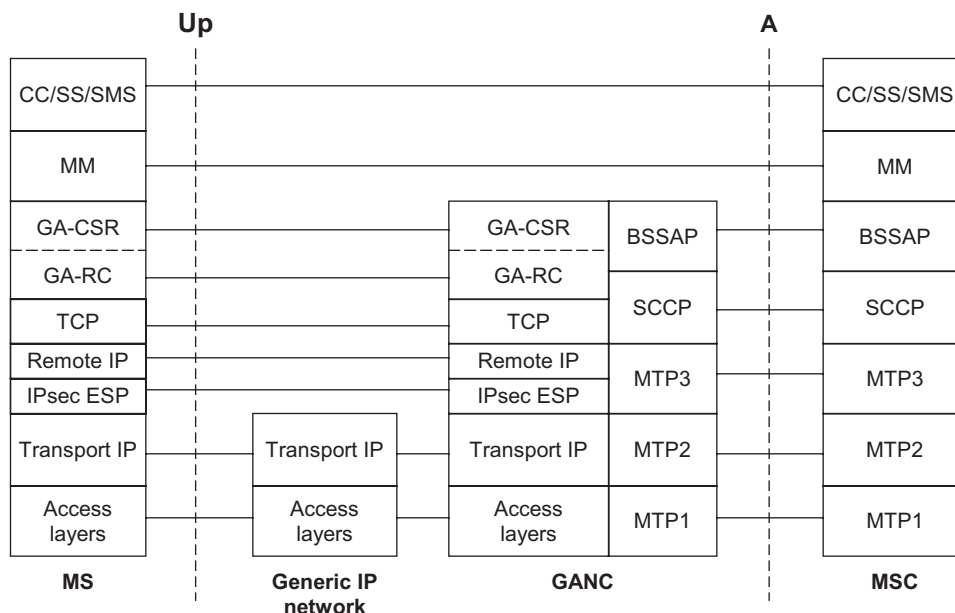 Up
A
CC/SS/SMS
CC/SS/SMS
MM
MM
GA-CSR
GA-CSR
BSSAP
BSSAP
GA-RC
GA-RC
SCCP
SCCP
TCP
TCP
Remote IP
Remote IP
MTP3
MTP3
IPsec ESP
IPsec ESP
Transport IP
Transport IP
Transport IP
MTP2
MTP2
Access
layers
Access
layers
Access
layers
MTP1
MTP1
MS
Generic IP
network
GANC
MSC